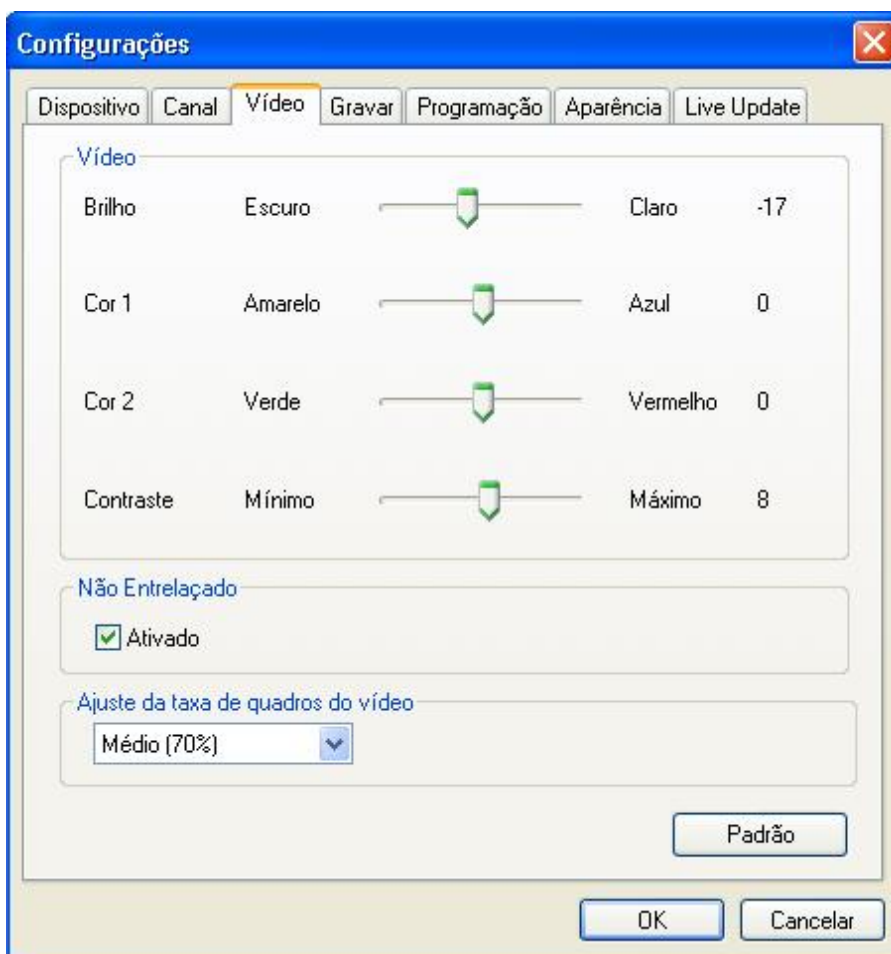 Configurações
Dispositivo Canal Vídeo Gravar Programação Aparência Live Update
Vídeo
Brilho Escuro Claro -17
Cor 1 Amarelo Azul 0
Cor 2 Verde Vermelho 0
Contraste Mínimo Máximo 8
Não Entrelaçado
Ativado
Ajuste da taxa de quadros do vídeo
Médio (70%)
Padrão
OK Cancelar